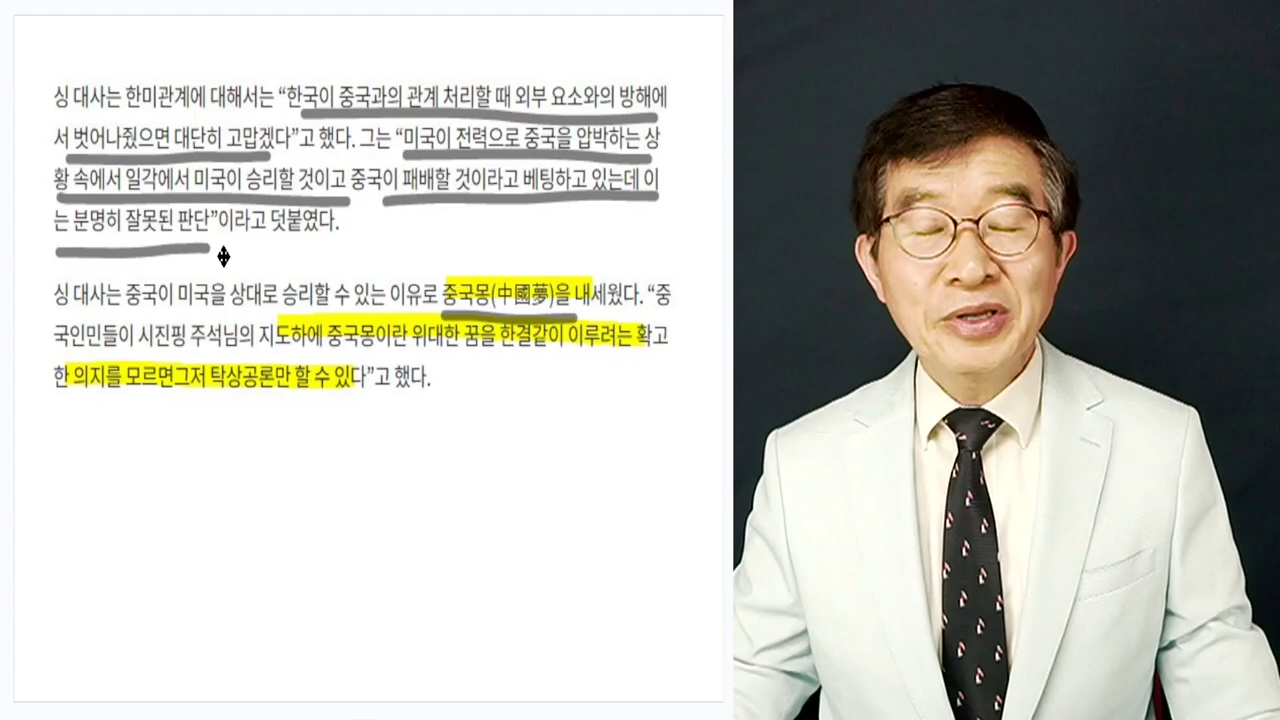 싱 대사는 한미관계에 대해서는 “한국이 중국과의 관계 처리할 때 외부 요소와의 방해에
서 벗어나줬으면 대단히 고맙겠다”고 했다. 그는 “미국이 전력으로 중국을 압박하는 상
황 속에서 일각에서 미국이 승리할 것이고 중국이 패배할 것이라고 베팅하고 있는데 이
는 분명히 잘못된 판단”이라고 덧붙였다.
싱 대사는 중국이 미국을 상대로 승리할 수 있는 이유로 중국몽(中國夢)을 내세웠다. “중
국인민들이 시진핑 주석님의 지도하에 중국몽이란 위대한 꿈을 한결같이 이루려는 확고
한 의지를 모르면그저 탁상공론만 할 수 있다”고 했다.